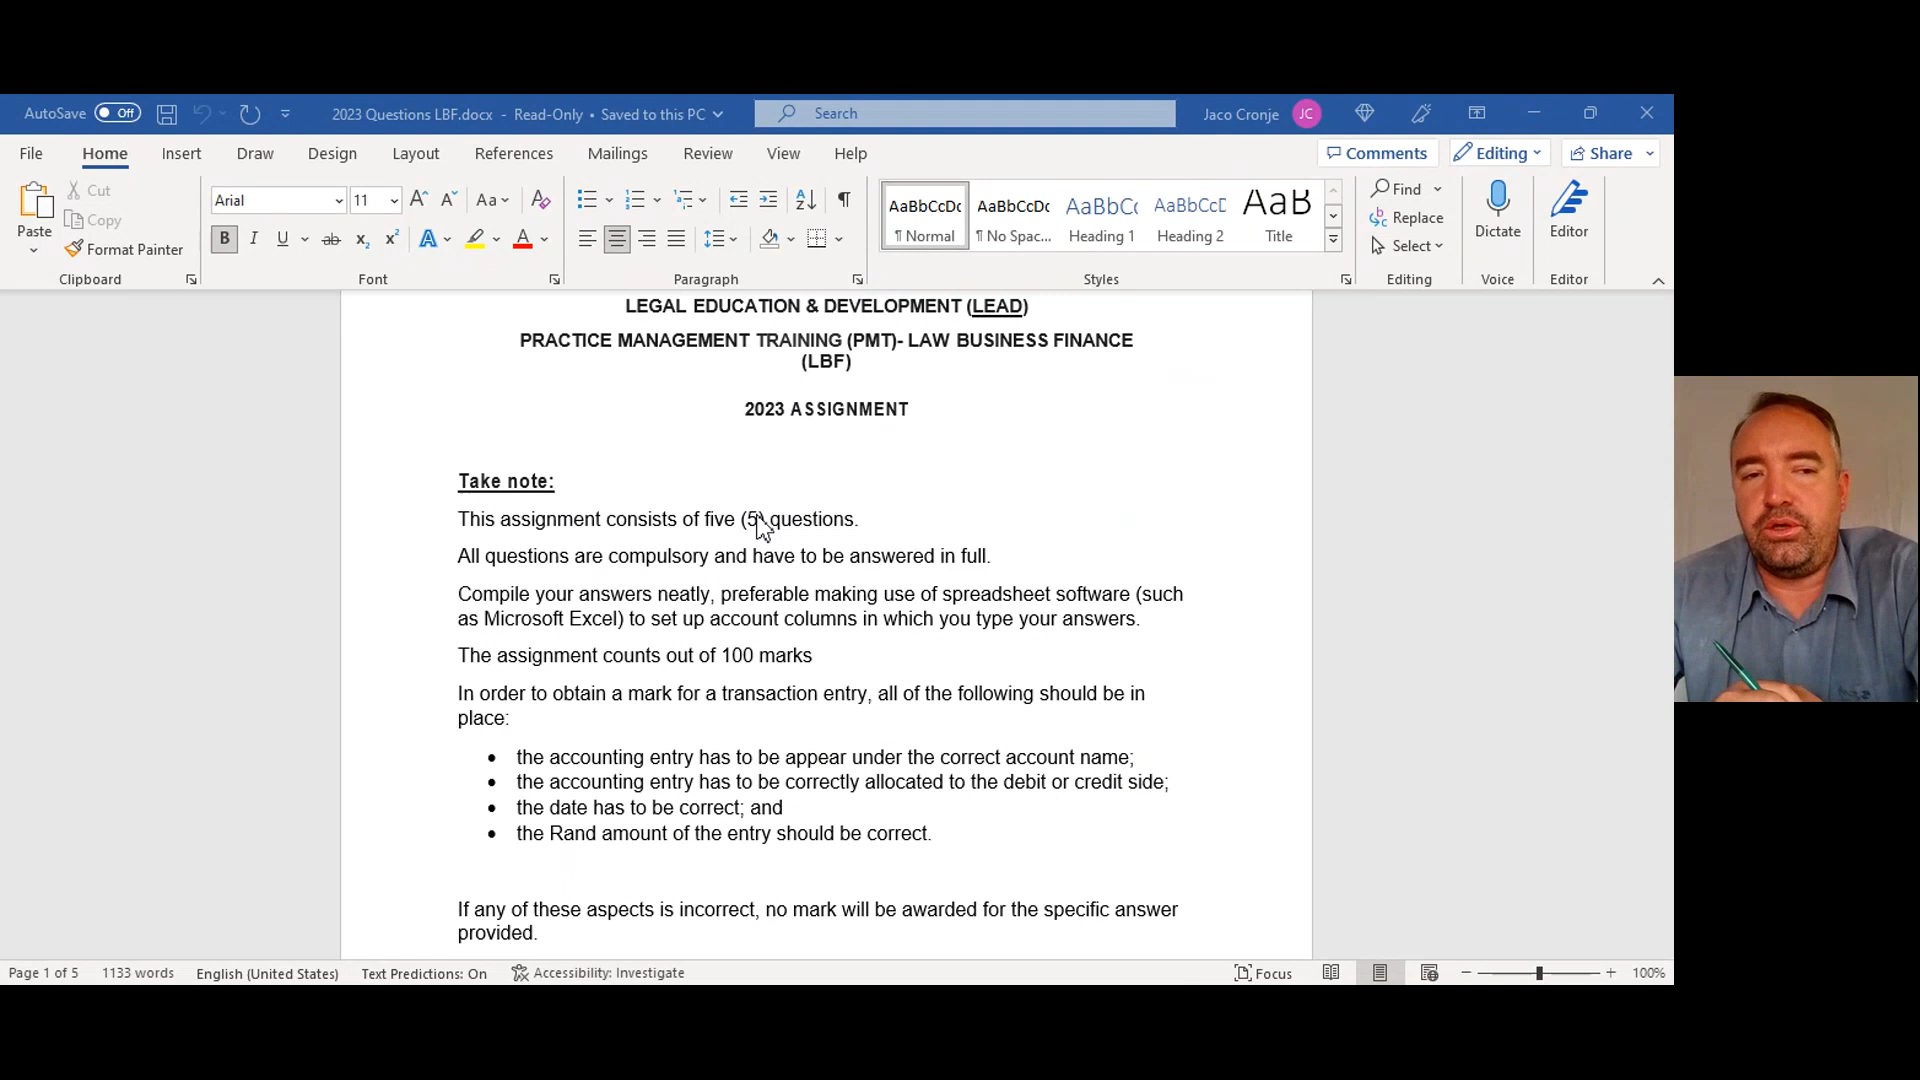 AutoSave Off 2023 Questions LBF.docx - Read-Only • Saved to this PC Search Jaco Cronje JC
File Home Insert Draw Design Layout References Mailings Review View Help Comments Editing Share
Paste Cut Copy Format Painter
Clipboard
Arial 11 Aa
B I U ab x₂ x² A A
Font
Paragraph
AaBbCcDc AaBbCcDc AaBbCc AaBbCcD AaB
¶ Normal ¶ No Spac... Heading 1 Heading 2 Title
Styles
Find
Replace
Select
Editing
Dictate
Voice
Editor
Editor
LEGAL EDUCATION & DEVELOPMENT (LEAD)
PRACTICE MANAGEMENT TRAINING (PMT)- LAW BUSINESS FINANCE
(LBF)
2023 ASSIGNMENT
Take note:
This assignment consists of five (5) questions.
All questions are compulsory and have to be answered in full.
Compile your answers neatly, preferable making use of spreadsheet software (such
as Microsoft Excel) to set up account columns in which you type your answers.
The assignment counts out of 100 marks
In order to obtain a mark for a transaction entry, all of the following should be in
place:
• the accounting entry has to be appear under the correct account name;
• the accounting entry has to be correctly allocated to the debit or credit side;
• the date has to be correct; and
• the Rand amount of the entry should be correct.
If any of these aspects is incorrect, no mark will be awarded for the specific answer
provided.
Page 1 of 5 1133 words English (United States) Text Predictions: On Accessibility: Investigate Focus 100%